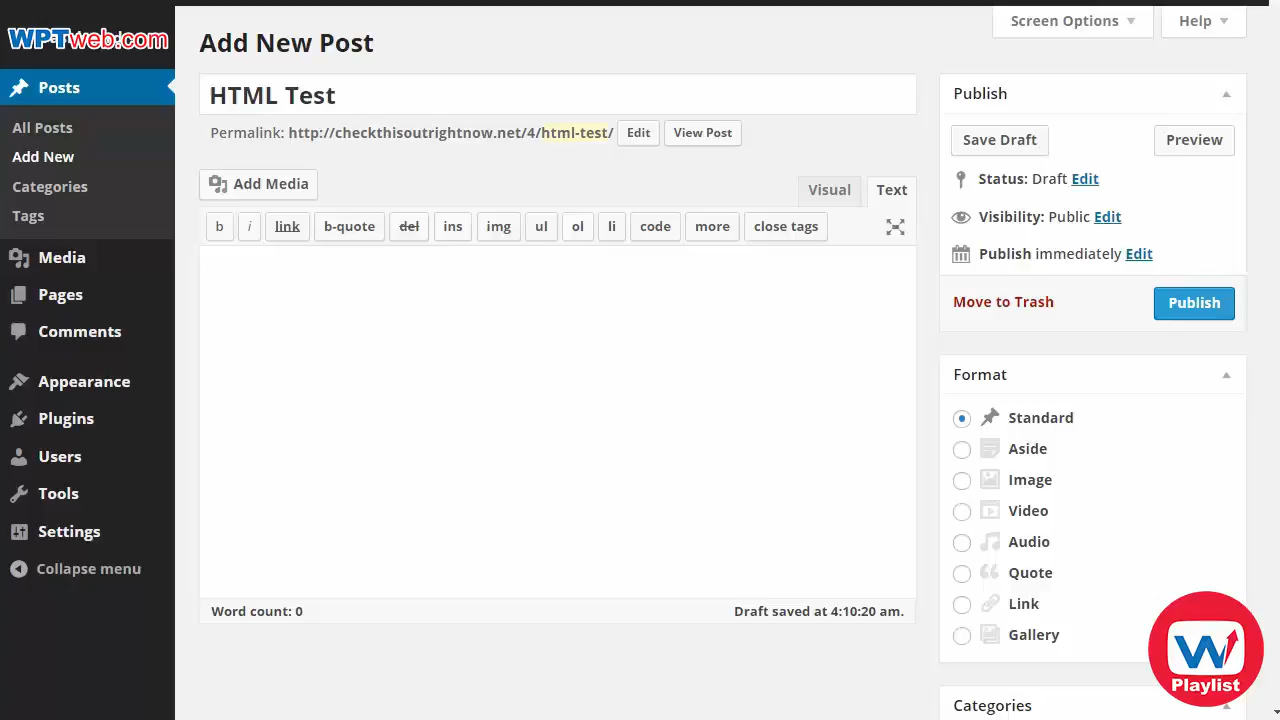 WPTweb.com
Posts
All Posts
Add New
Categories
Tags
Media
Pages
Comments
Appearance
Plugins
Users
Tools
Settings
Collapse menu
Screen Options
Help
Add New Post
HTML Test
Permalink: http://checkthisoutrightnow.net/4/html-test/ Edit View Post
Add Media
Visual Text
b i link b-quote del ins img ul ol li code more close tags
Word count: 0
Draft saved at 4:10:20 am.
Publish
Save Draft Preview
Status: Draft Edit
Visibility: Public Edit
Publish immediately Edit
Move to Trash Publish
Format
Standard
Aside
Image
Video
Audio
Quote
Link
Gallery
Categories
W
Playlist